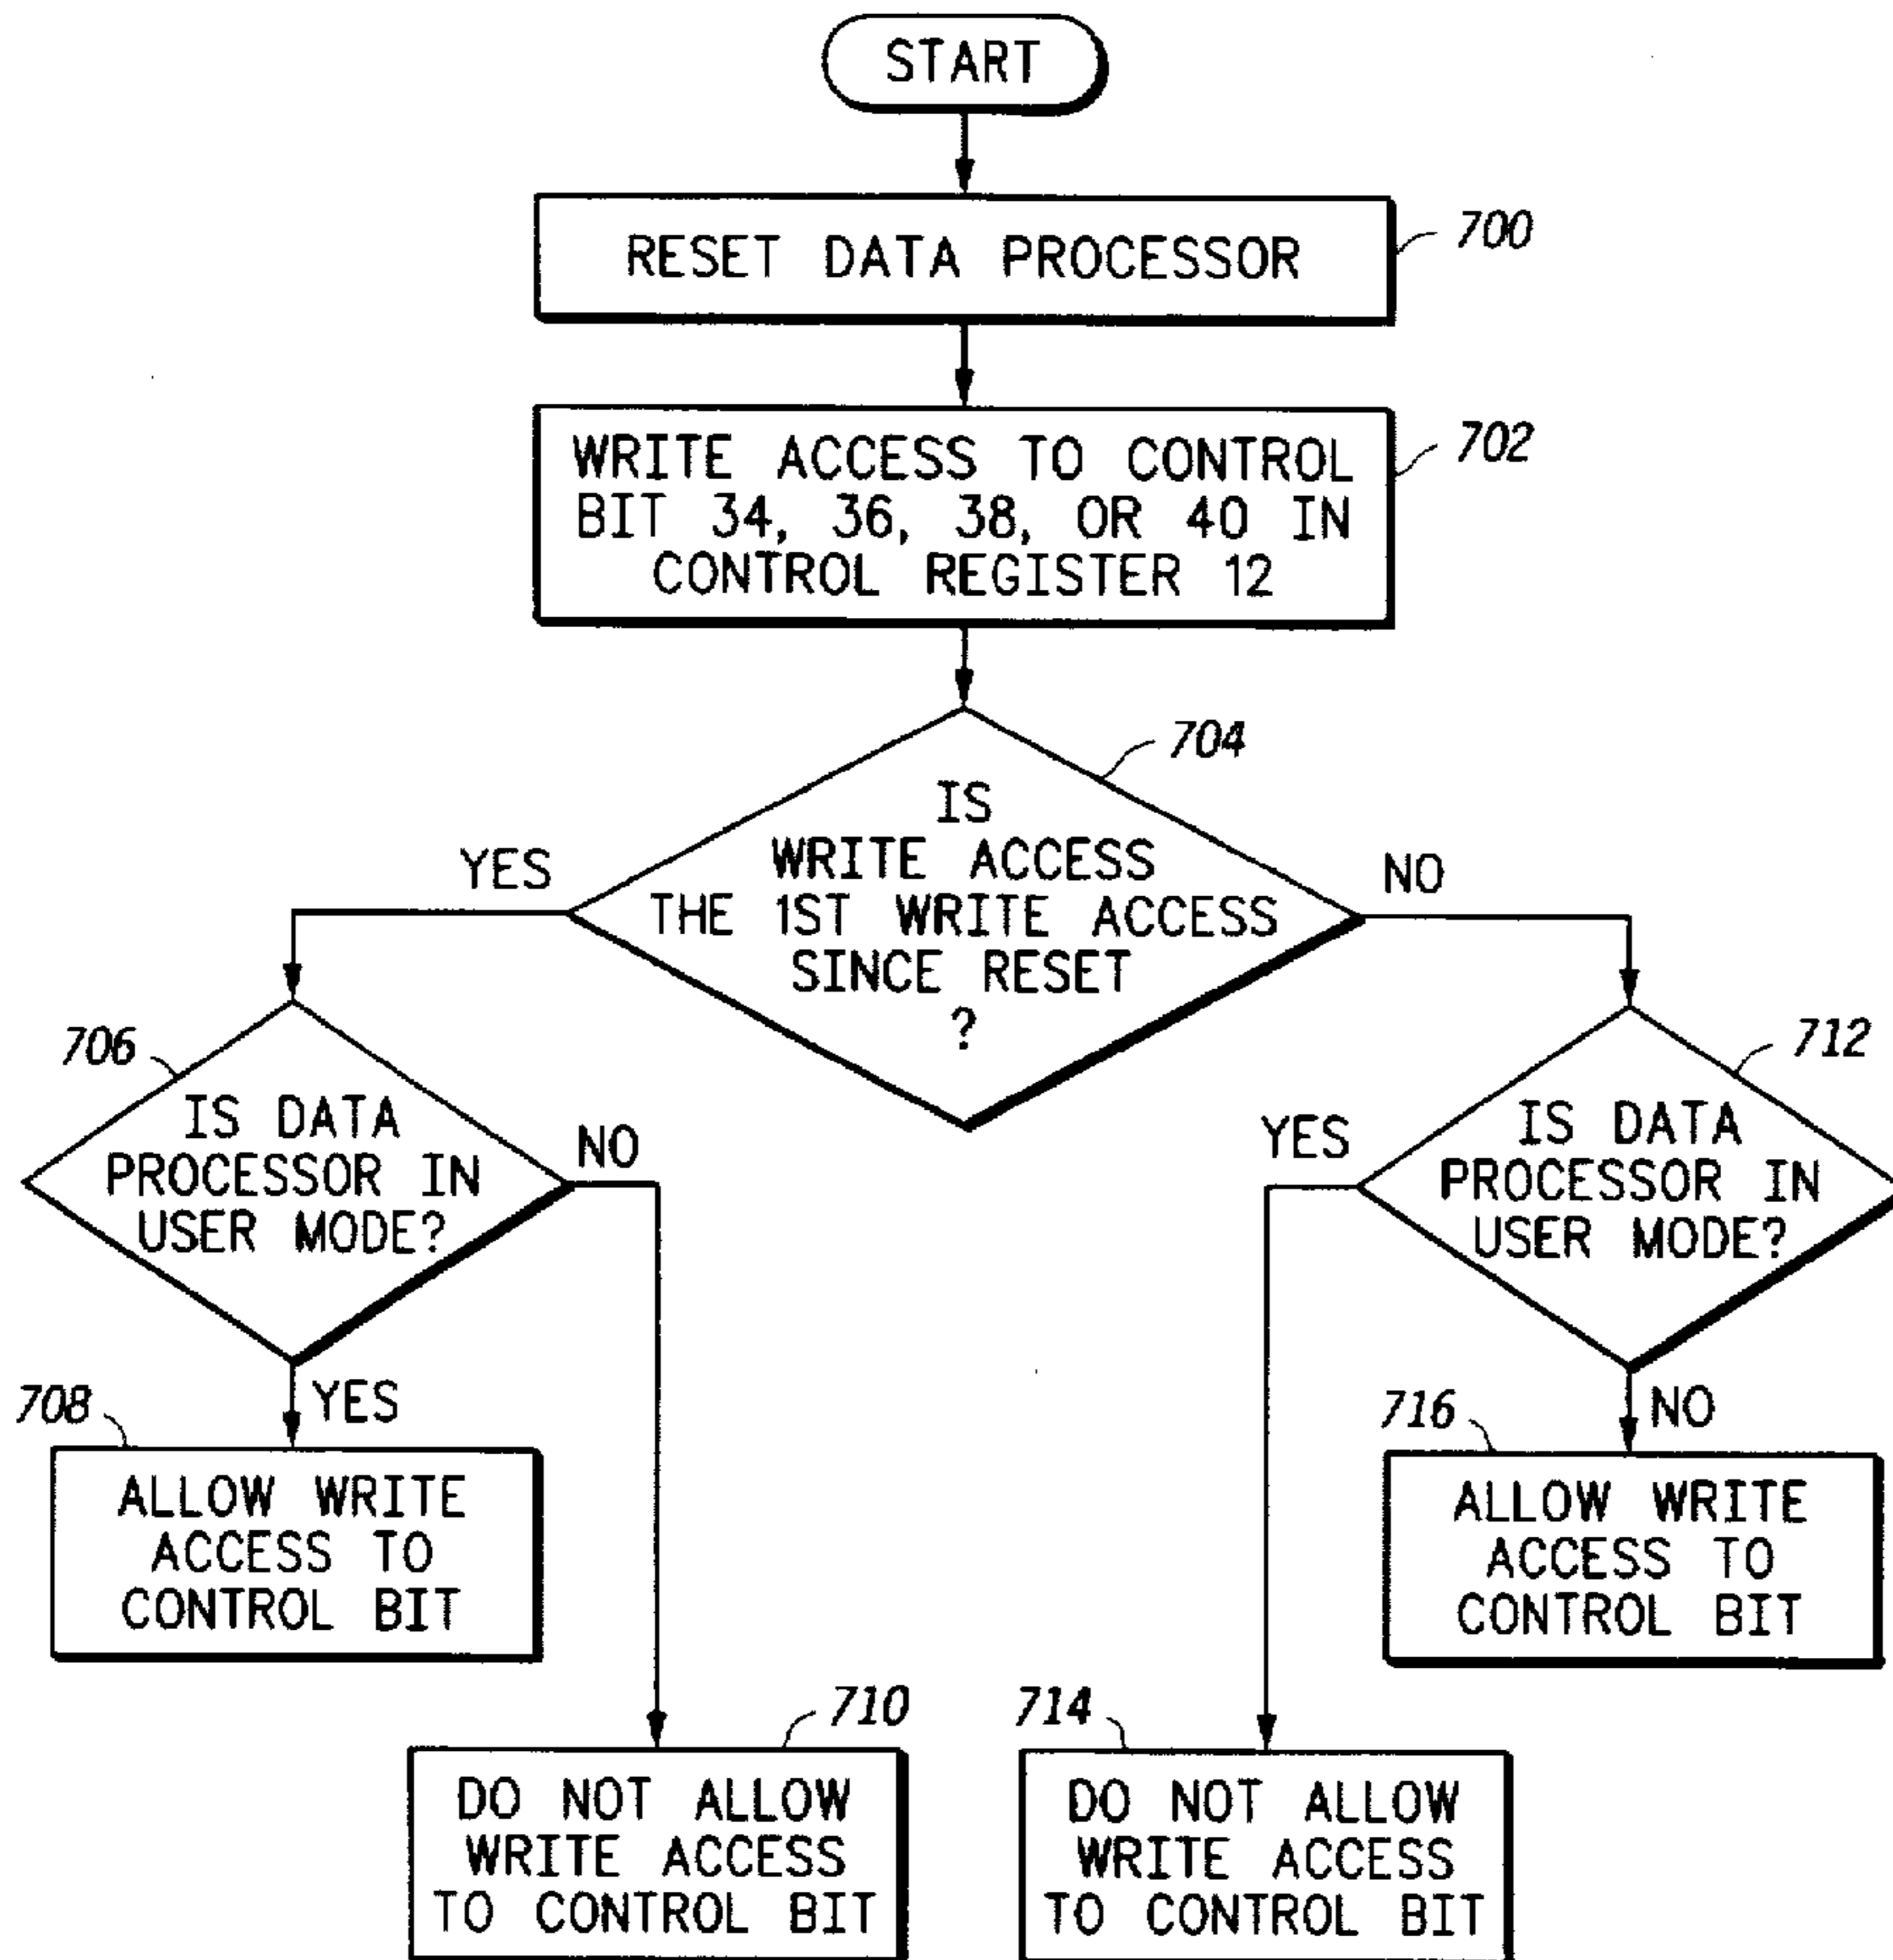 START
RESET DATA PROCESSOR
700
WRITE ACCESS TO CONTROL
BIT 34, 36, 38, OR 40 IN
CONTROL REGISTER 12
702
704
IS
WRITE ACCESS
THE 1ST WRITE ACCESS
SINCE RESET
?
YES
NO
706
IS DATA
PROCESSOR IN
USER MODE?
NO
YES
712
IS DATA
PROCESSOR IN
USER MODE?
YES
NO
708
ALLOW WRITE
ACCESS TO
CONTROL BIT
716
ALLOW WRITE
ACCESS TO
CONTROL BIT
710
DO NOT ALLOW
WRITE ACCESS
TO CONTROL BIT
714
DO NOT ALLOW
WRITE ACCESS
TO CONTROL BIT